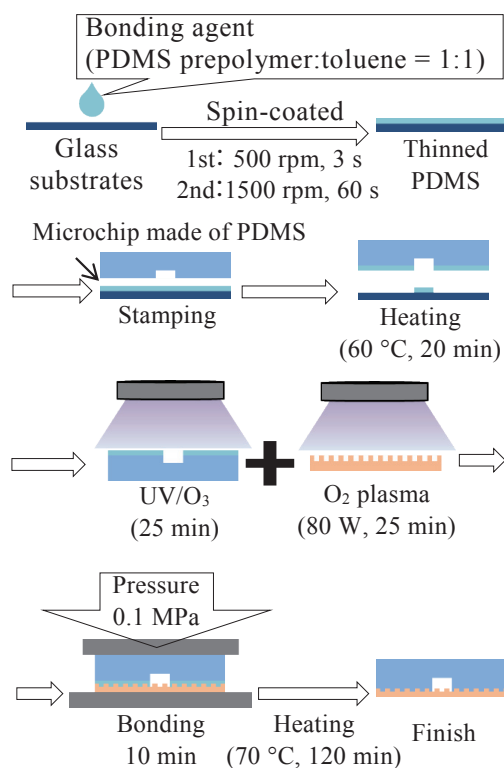 Bonding agent
(PDMS prepolymer:toluene = 1:1)
Spin-coated
1st: 500 rpm, 3 s
2nd:1500 rpm, 60 s
Glass
substrates
Thinned
PDMS
Microchip made of PDMS
Stamping
Heating
(60 °C, 20 min)
UV/O₃
(25 min)
O₂ plasma
(80 W, 25 min)
Pressure
0.1 MPa
Bonding
10 min
Heating
(70 °C, 120 min)
Finish